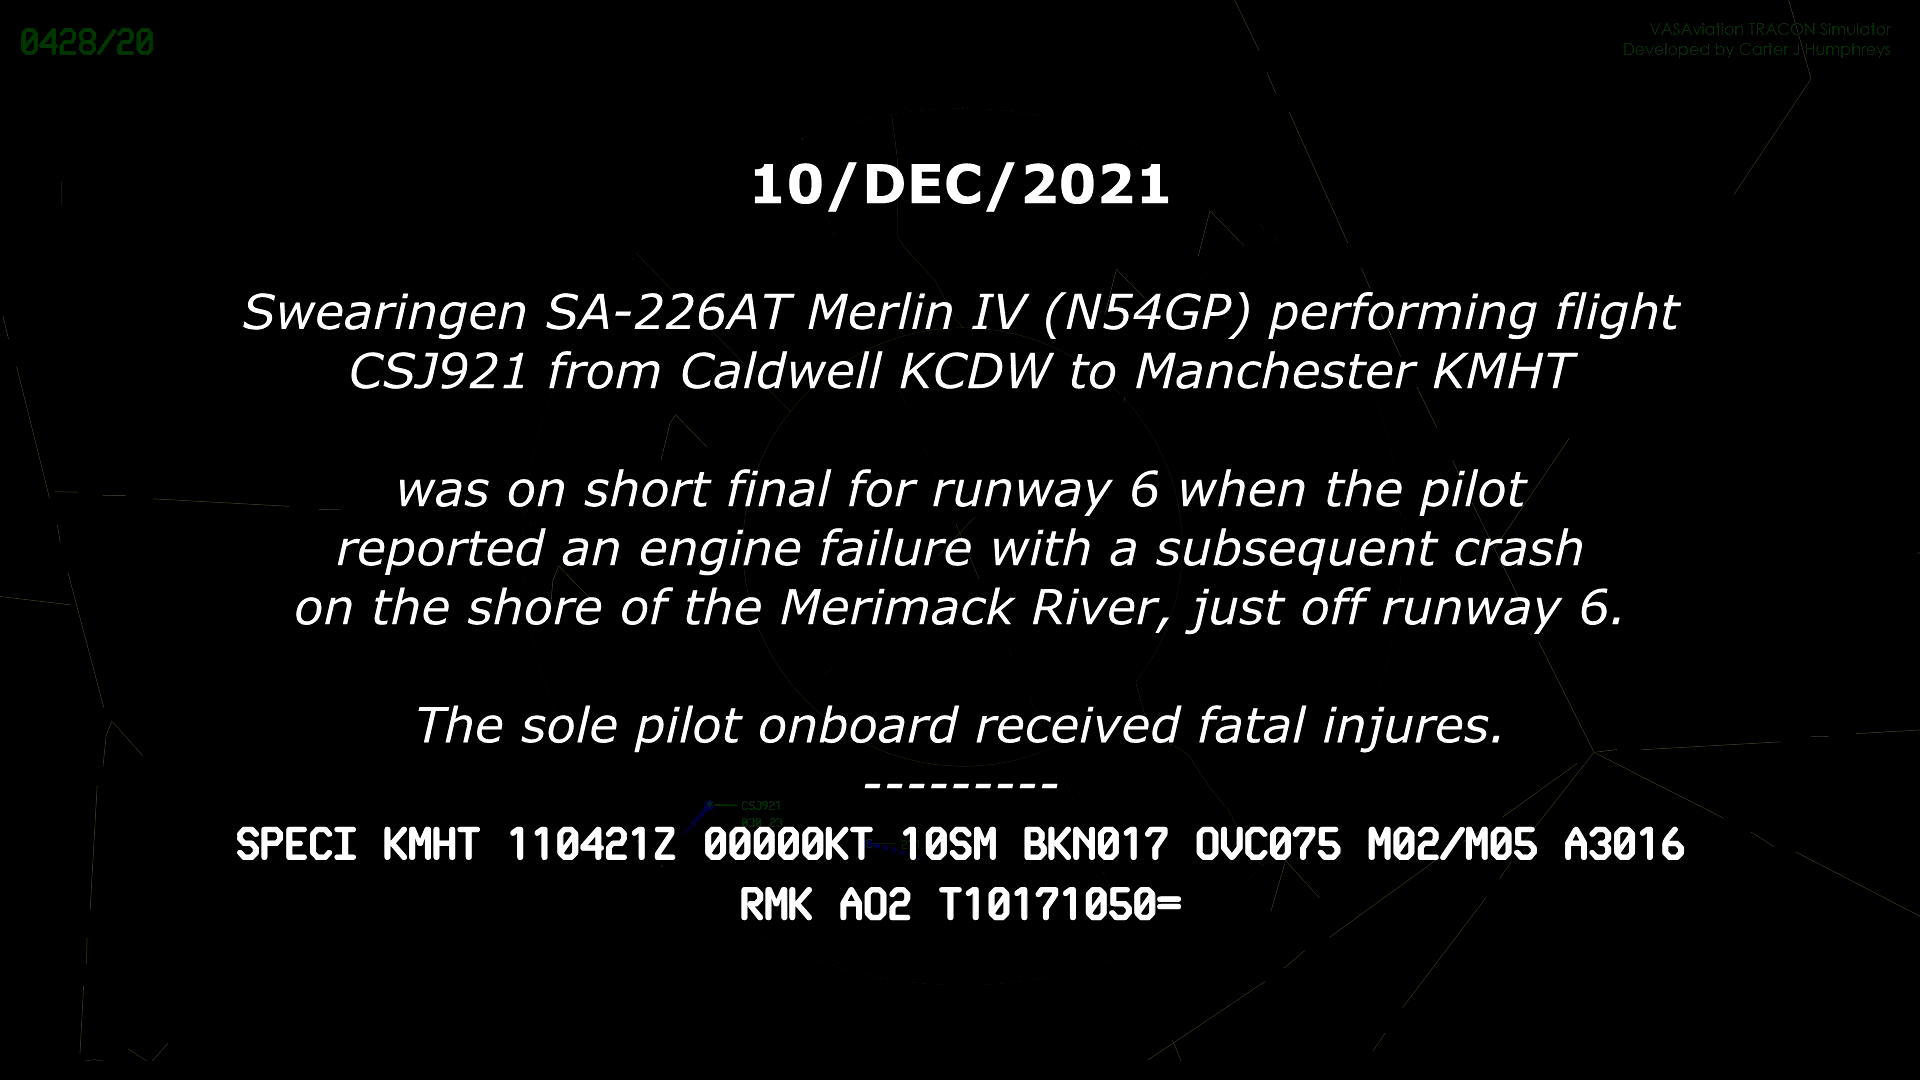 0428/20
VASAviation TRACON Simulator
Developed by Carter J Humphreys
10/DEC/2021
Swearingen SA-226AT Merlin IV (N54GP) performing flight
CSJ921 from Caldwell KCDW to Manchester KMHT
was on short final for runway 6 when the pilot
reported an engine failure with a subsequent crash
on the shore of the Merimack River, just off runway 6.
The sole pilot onboard received fatal injures.
---------
CSJ921
030 23
SPECI KMHT 110421Z 00000KT 10SM BKN017 OVC075 M02/M05 A3016
RMK AO2 T10171050=